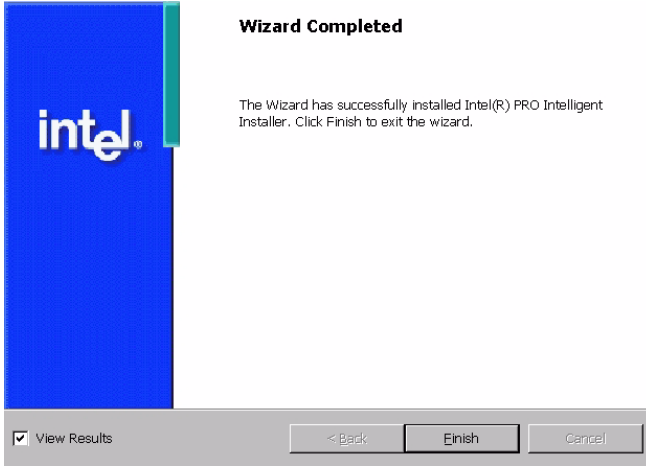 Wizard Completed
The Wizard has successfully installed Intel(R) PRO Intelligent
Installer. Click Finish to exit the wizard.
intel®
View Results
< Back
Finish
Cancel